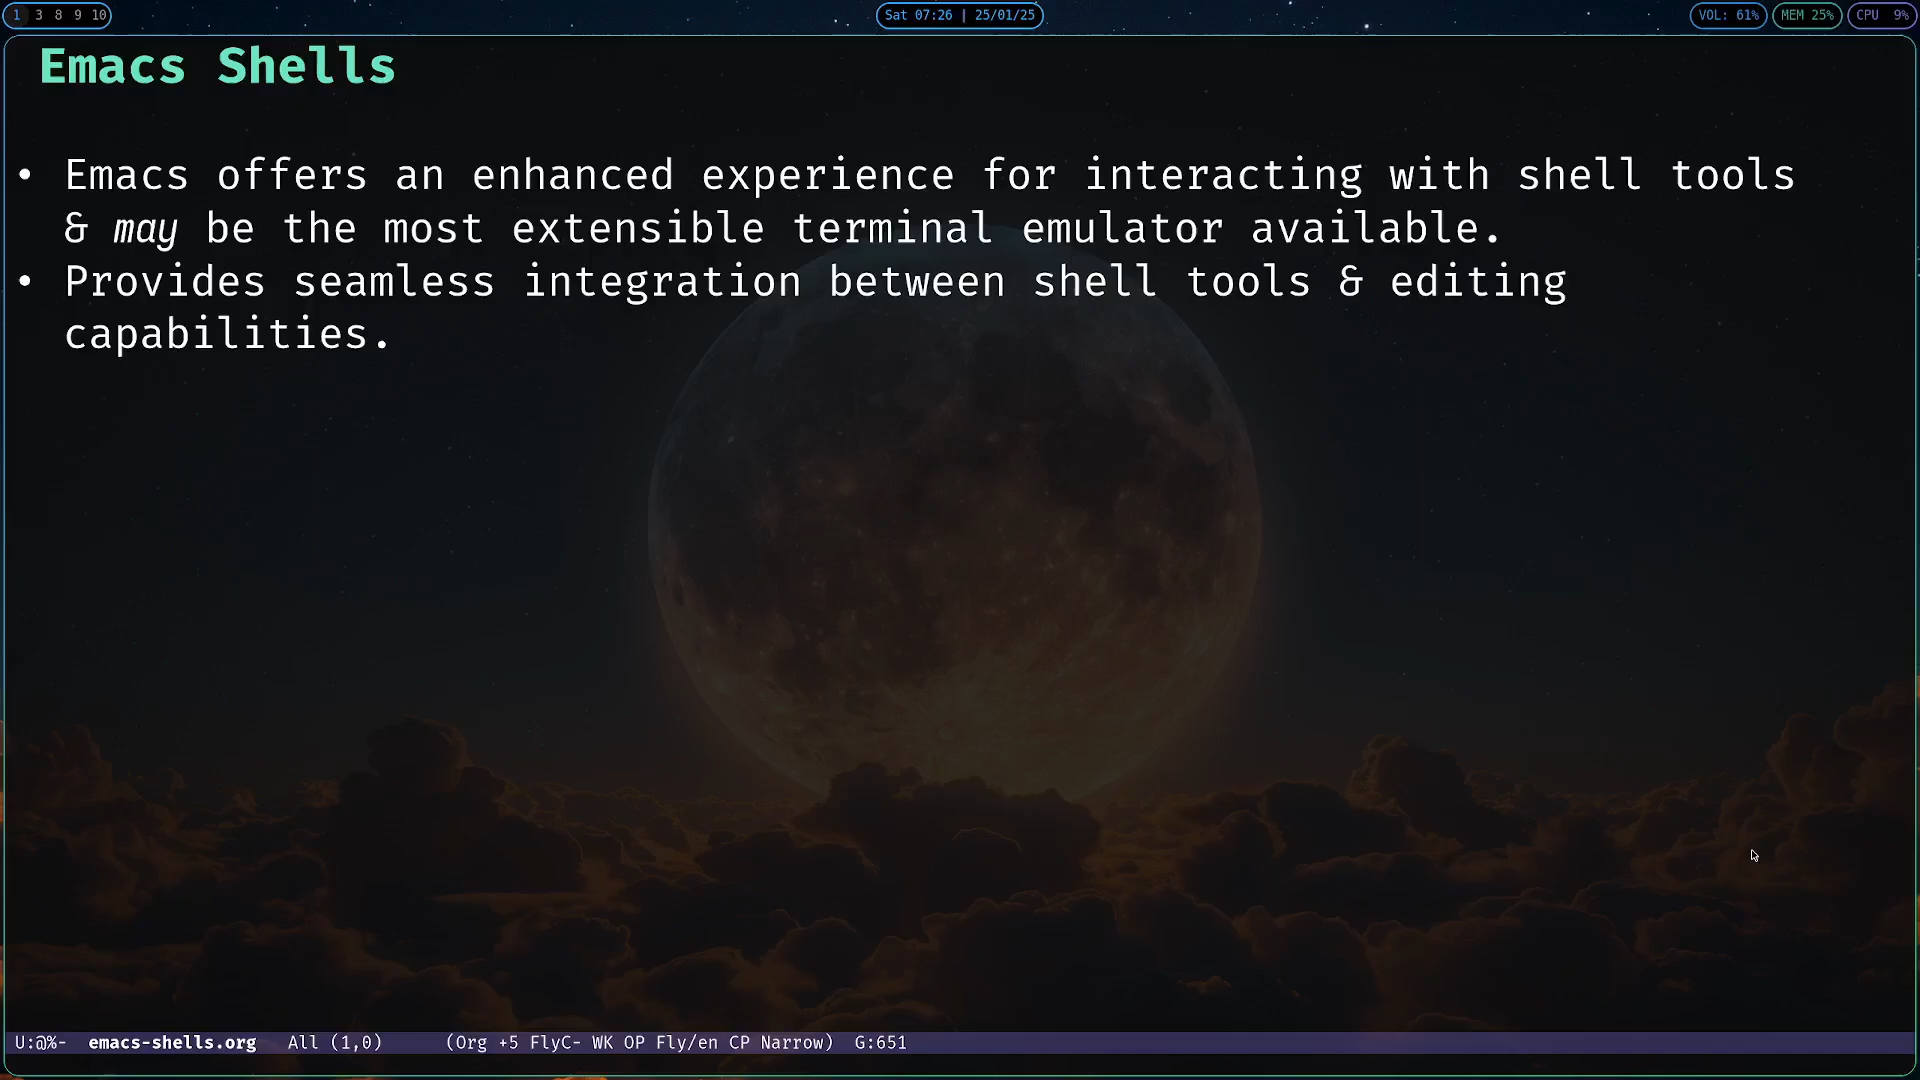 1 3 8 9 10
Sat 07:26 | 25/01/25
VOL: 61% MEM 25% CPU 9%
Emacs Shells
• Emacs offers an enhanced experience for interacting with shell tools
& may be the most extensible terminal emulator available.
• Provides seamless integration between shell tools & editing
capabilities.
U:@%- emacs-shells.org All (1,0) (Org +5 FlyC- WK OP Fly/en CP Narrow) G:651